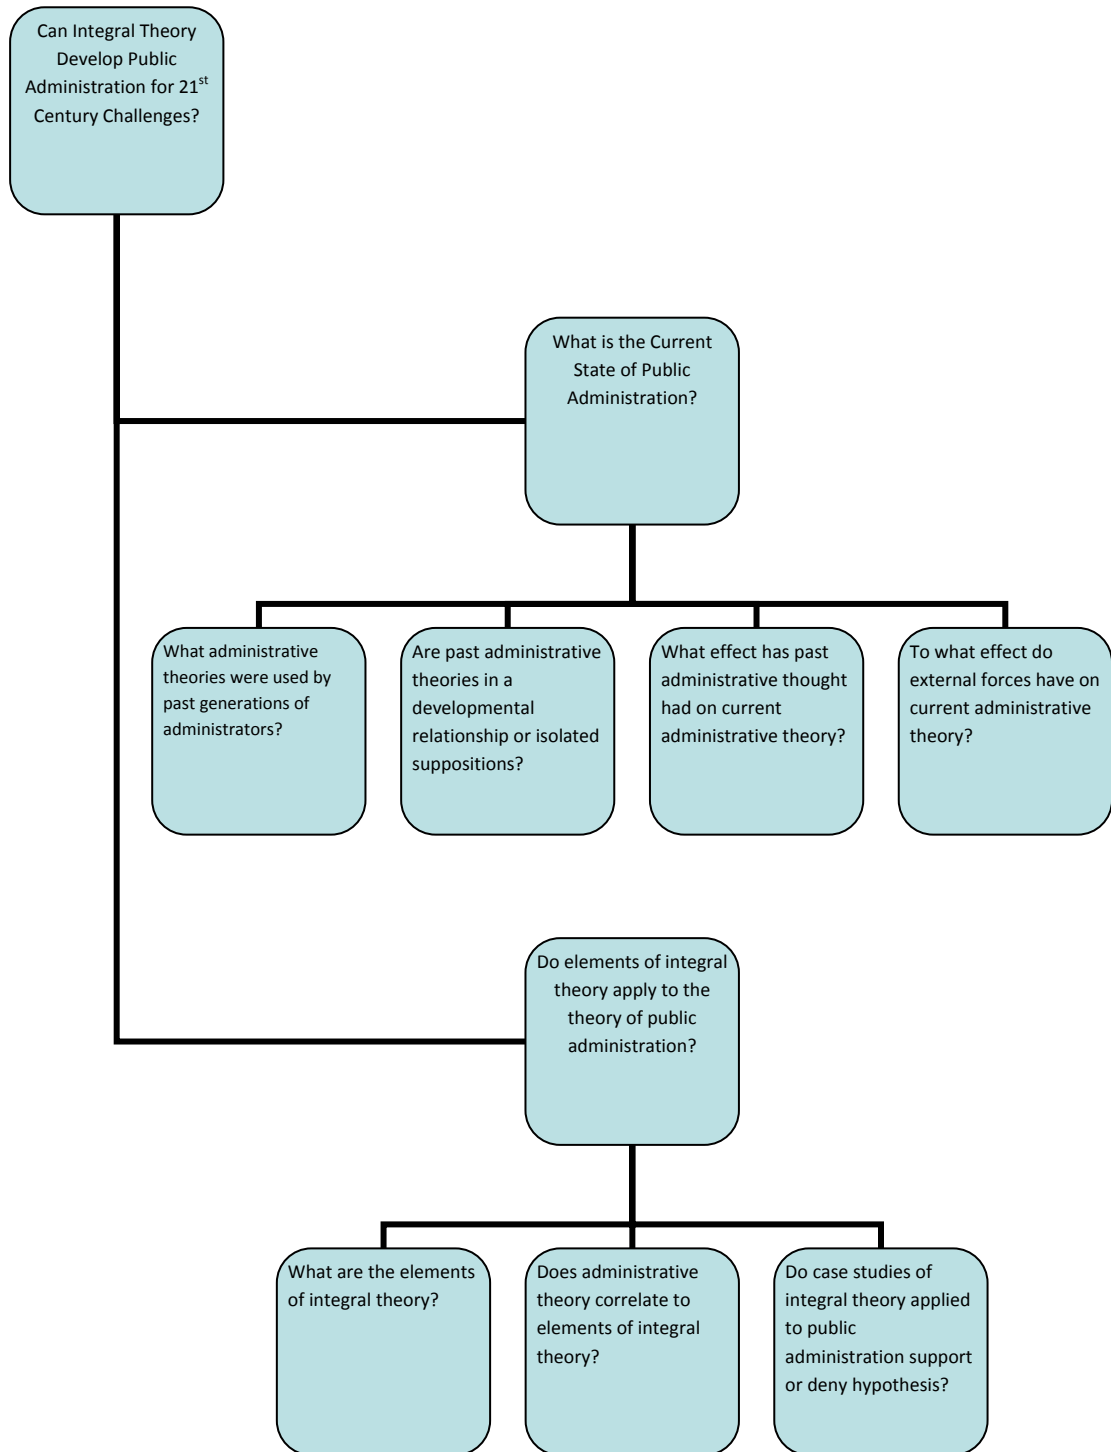 Can Integral Theory
Develop Public
Administration for 21st
Century Challenges?
What is the Current
State of Public
Administration?
What administrative
theories were used by
past generations of
administrators?
Are past administrative
theories in a
developmental
relationship or isolated
suppositions?
What effect has past
administrative thought
had on current
administrative theory?
To what effect do
external forces have on
current administrative
theory?
Do elements of integral
theory apply to the
theory of public
administration?
What are the elements
of integral theory?
Does administrative
theory correlate to
elements of integral
theory?
Do case studies of
integral theory applied
to public
administration support
or deny hypothesis?